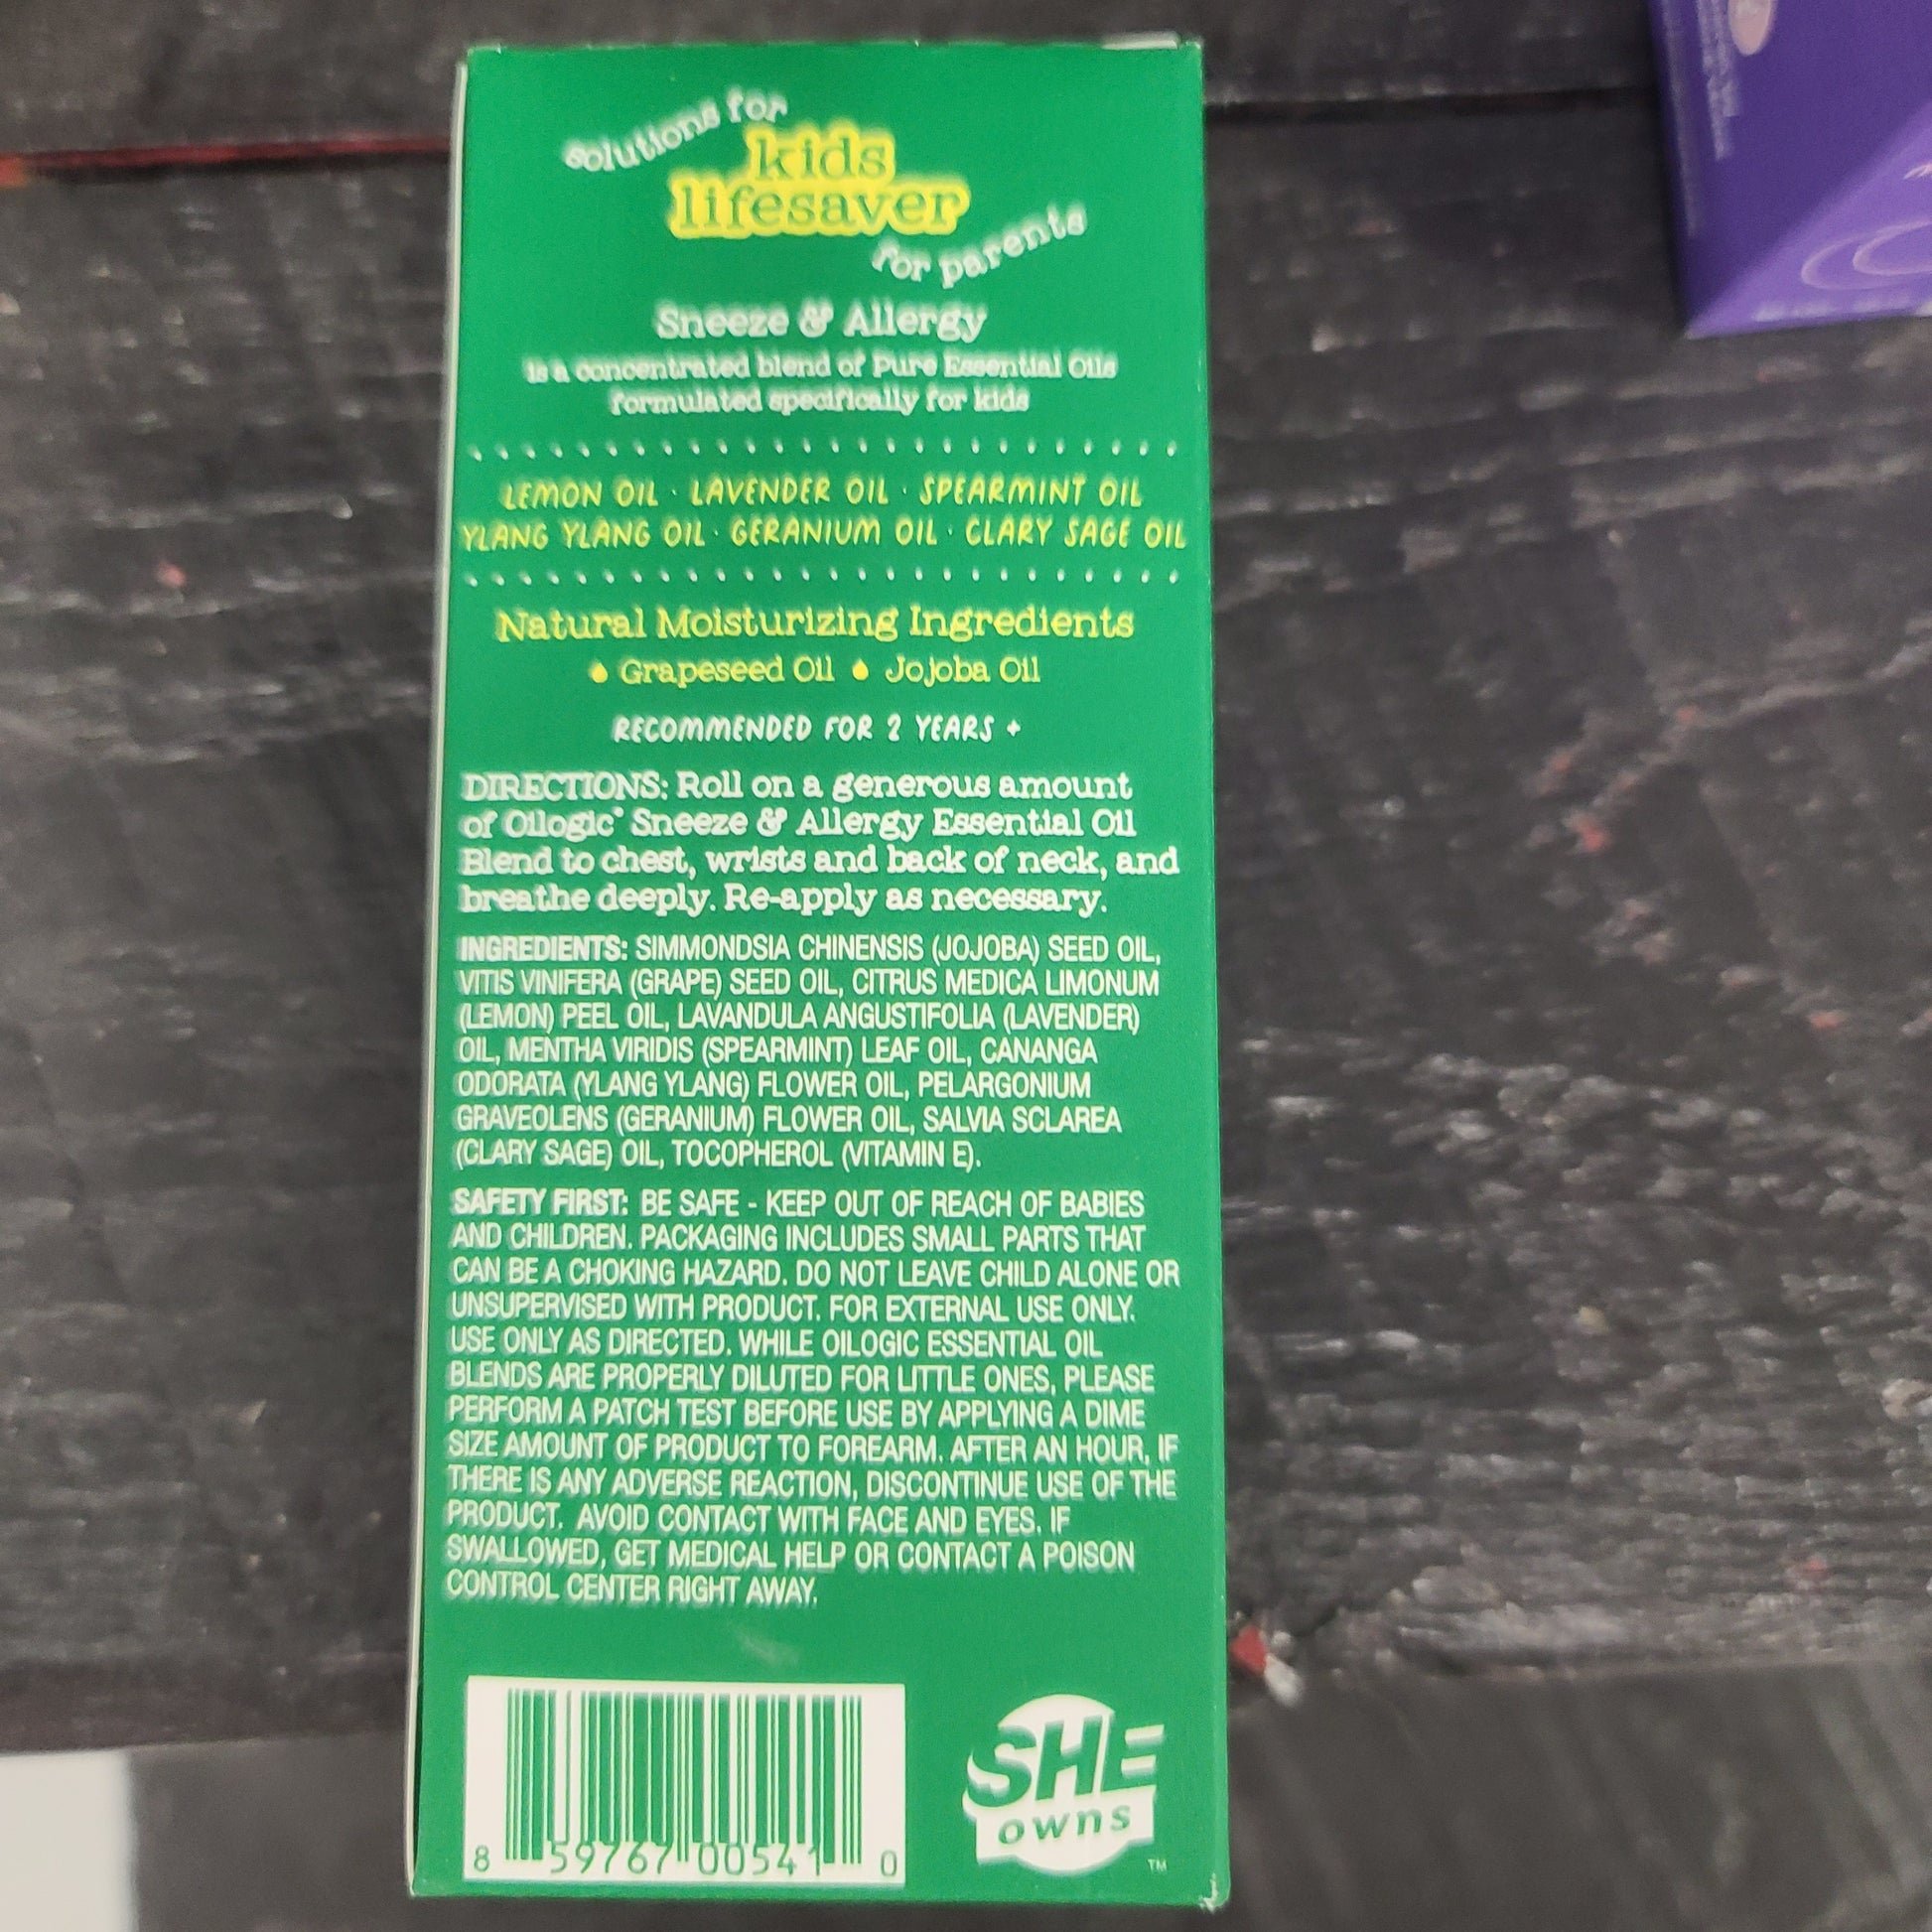 solutions for
kids
lifesaver
for parents
Sneeze & Allergy
is a concentrated blend of Pure Essential Oils
formulated specifically for kids
LEMON OIL · LAVENDER OIL · SPEARMINT OIL
YLANG YLANG OIL · GERANIUM OIL · CLARY SAGE OIL
Natural Moisturizing Ingredients
Grapeseed Oil Jojoba Oil
RECOMMENDED FOR 2 YEARS +
DIRECTIONS: Roll on a generous amount
of Oilogic Sneeze & Allergy Essential Oil
Blend to chest, wrists and back of neck, and
breathe deeply. Re-apply as necessary.
INGREDIENTS: SIMMONDSIA CHINENSIS (JOJOBA) SEED OIL,
VITIS VINIFERA (GRAPE) SEED OIL, CITRUS MEDICA LIMONUM
(LEMON) PEEL OIL, LAVANDULA ANGUSTIFOLIA (LAVENDER)
OIL, MENTHA VIRIDIS (SPEARMINT) LEAF OIL, CANANGA
ODORATA (YLANG YLANG) FLOWER OIL, PELARGONIUM
GRAVEOLENS (GERANIUM) FLOWER OIL, SALVIA SCLAREA
(CLARY SAGE) OIL, TOCOPHEROL (VITAMIN E).
SAFETY FIRST: BE SAFE - KEEP OUT OF REACH OF BABIES
AND CHILDREN. PACKAGING INCLUDES SMALL PARTS THAT
CAN BE A CHOKING HAZARD. DO NOT LEAVE CHILD ALONE OR
UNSUPERVISED WITH PRODUCT. FOR EXTERNAL USE ONLY.
USE ONLY AS DIRECTED. WHILE OILOGIC ESSENTIAL OIL
BLENDS ARE PROPERLY DILUTED FOR LITTLE ONES, PLEASE
PERFORM A PATCH TEST BEFORE USE BY APPLYING A DIME
SIZE AMOUNT OF PRODUCT TO FOREARM. AFTER AN HOUR, IF
THERE IS ANY ADVERSE REACTION, DISCONTINUE USE OF THE
PRODUCT. AVOID CONTACT WITH FACE AND EYES. IF
SWALLOWED, GET MEDICAL HELP OR CONTACT A POISON
CONTROL CENTER RIGHT AWAY.
8 59767 00541 0
SHE
owns
TM